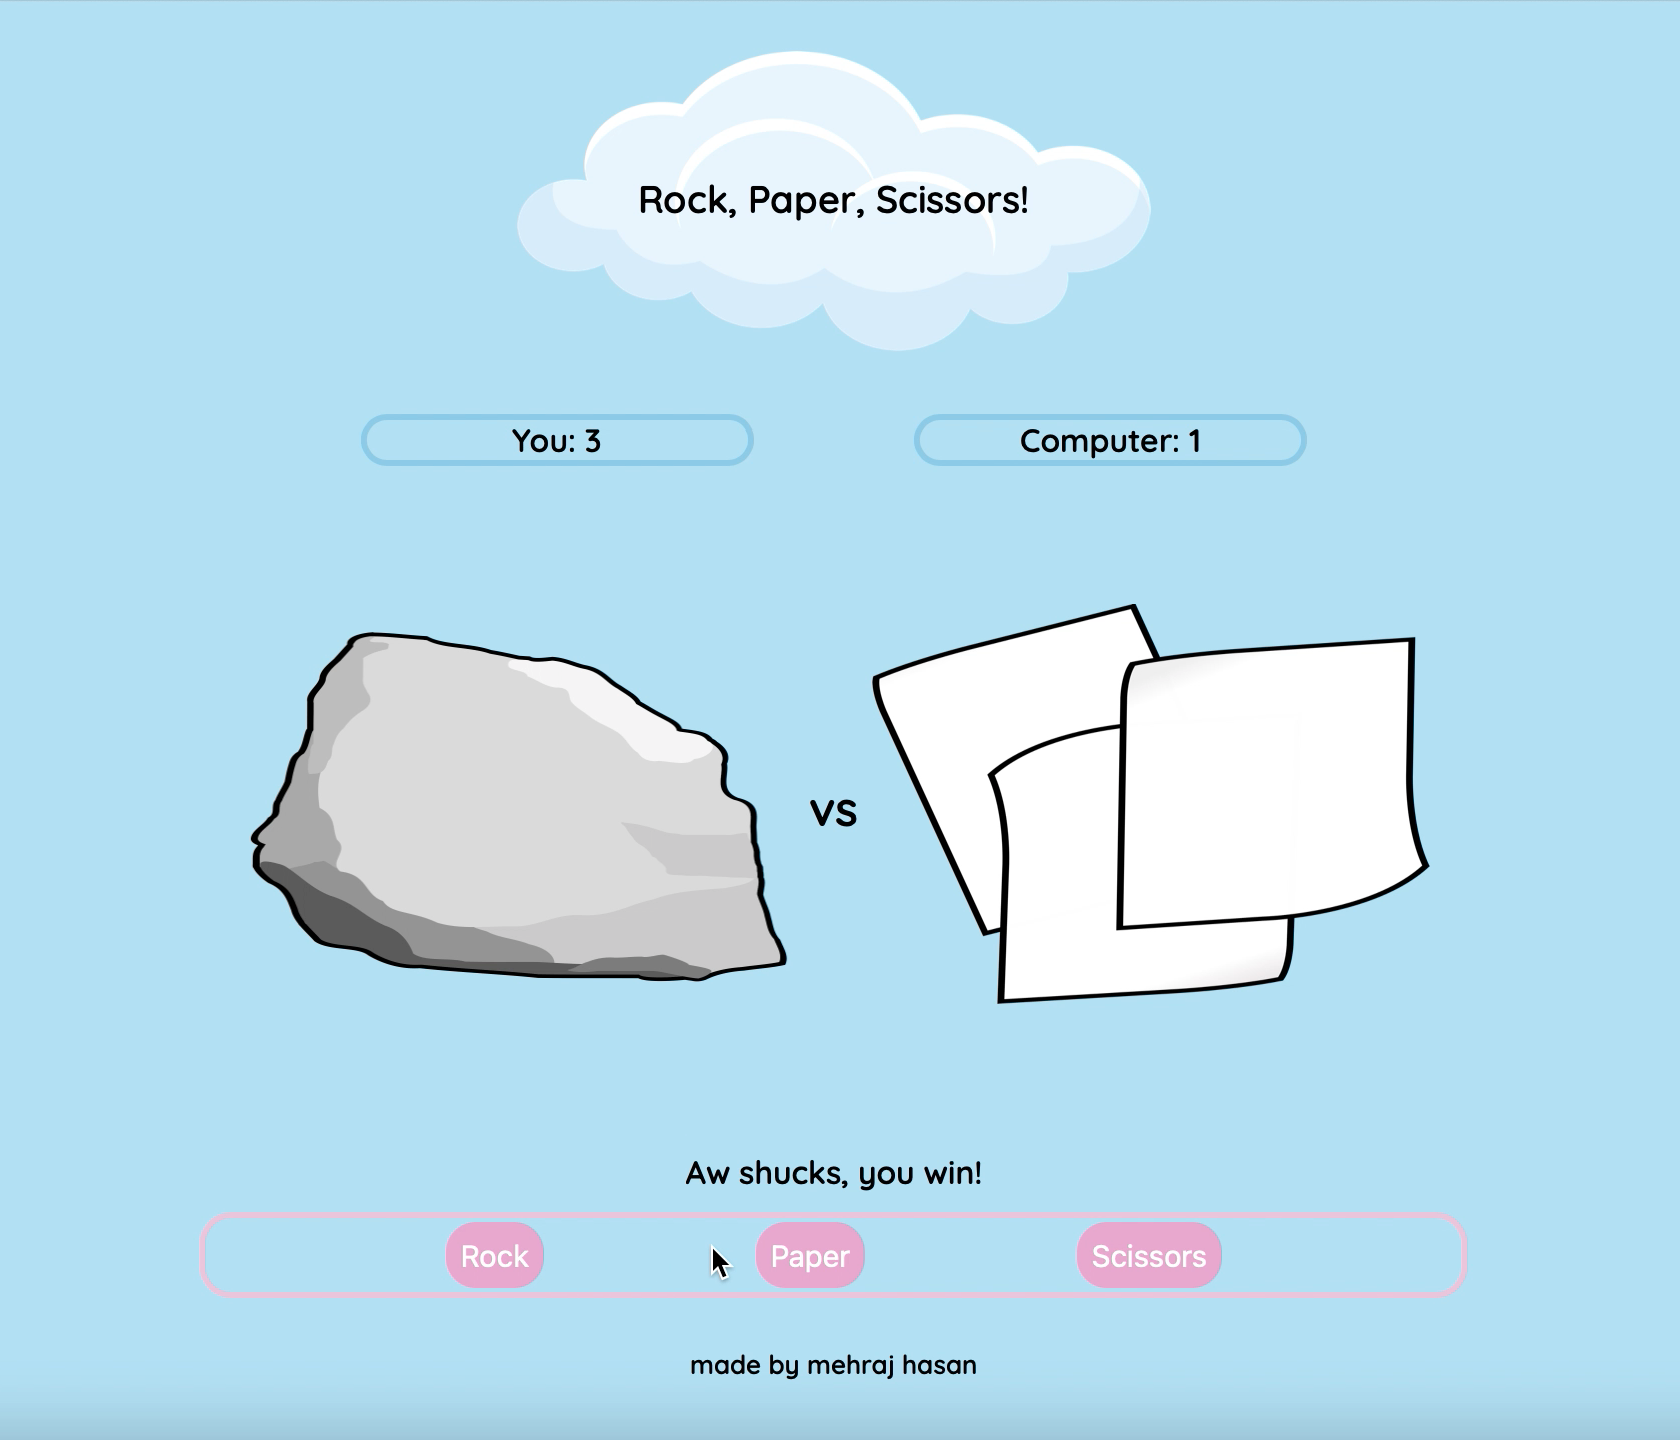 Rock, Paper, Scissors!
You: 3
Computer: 1
vs
Aw shucks, you win!
Rock
Paper
Scissors
made by mehraj hasan